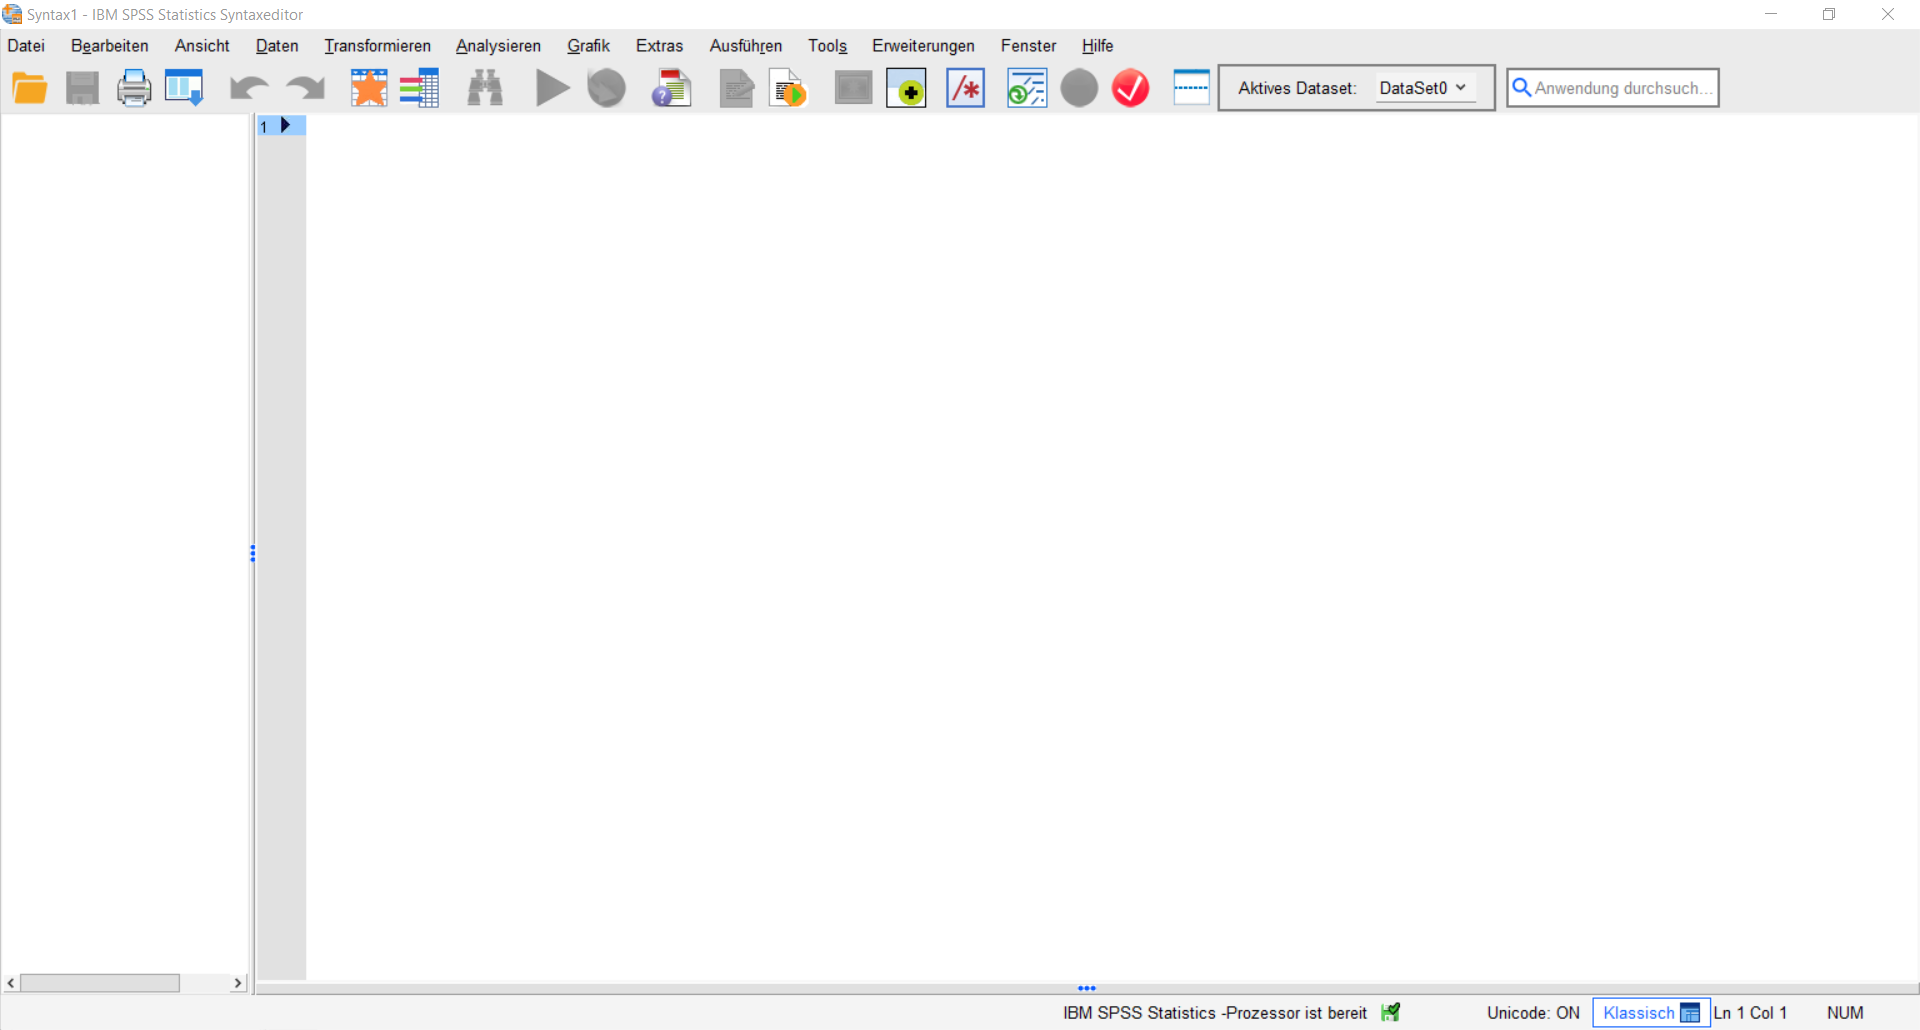 Syntax1 - IBM SPSS Statistics Syntaxeditor
Datei Bearbeiten Ansicht Daten Transformieren Analysieren Grafik Extras Ausführen Tools Erweiterungen Fenster Hilfe
Aktives Dataset: DataSet0 Anwendung durchsuch...
1
IBM SPSS Statistics -Prozessor ist bereit Unicode: ON Klassisch Ln 1 Col 1 NUM